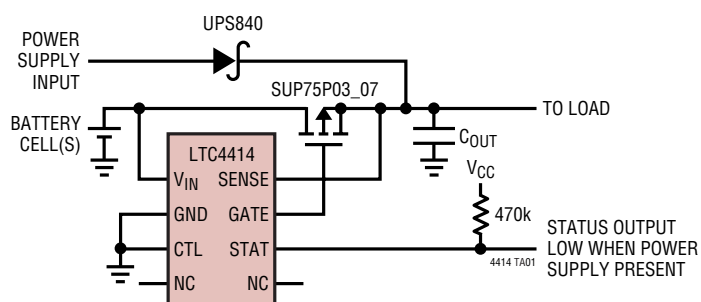 UPS840
POWER
SUPPLY
INPUT
SUP75P03_07
TO LOAD
BATTERY
CELL(S)
COUT
LTC4414
VCC
VIN
SENSE
470k
GND
GATE
STATUS OUTPUT
LOW WHEN POWER
SUPPLY PRESENT
CTL
STAT
4414 TA01
NC
NC